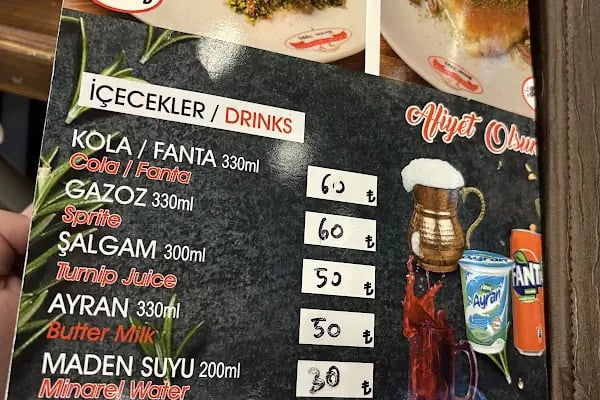 İÇECEKLER / DRINKS
Afiyet Olsun
KOLA / FANTA 330ml
Cola / Fanta
60 ₺
GAZOZ 330ml
Sprite
60 ₺
ŞALGAM 300ml
Turnip Juice
50 ₺
AYRAN 330ml
Butter Milk
50 ₺
MADEN SUYU 200ml
Minarel Water
30 ₺
Ayran
FANTA